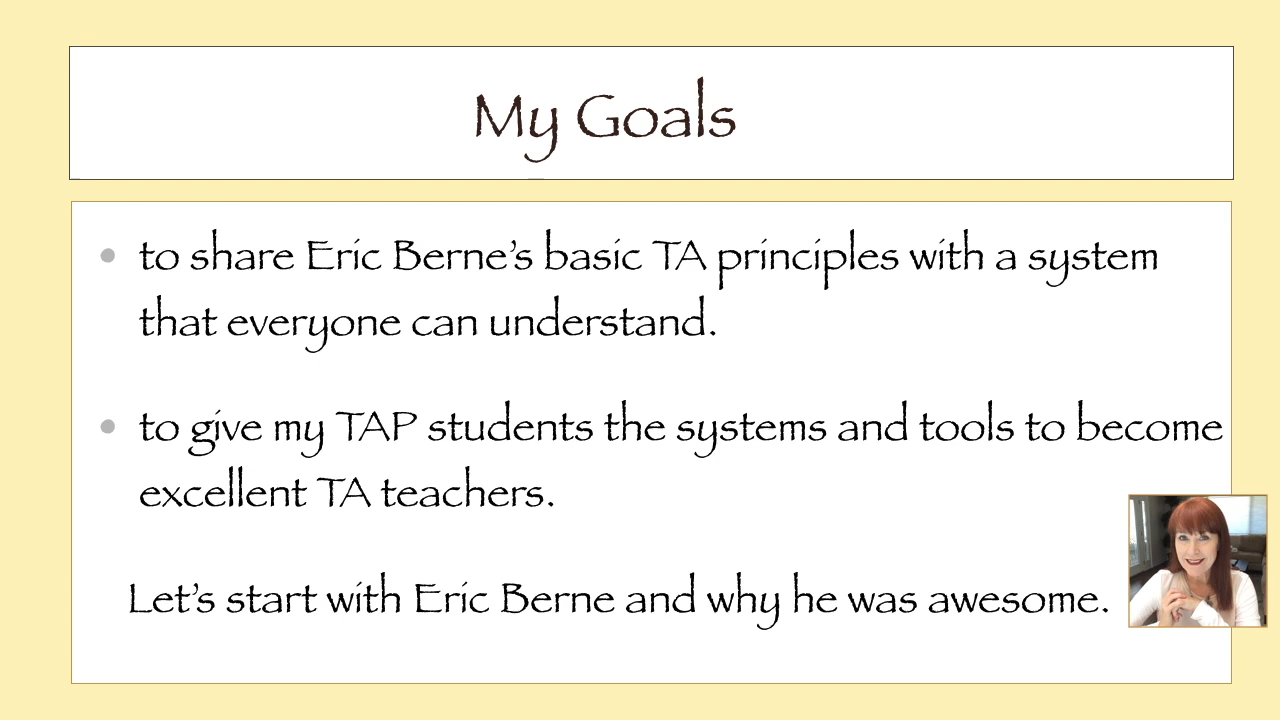 My Goals
to share Eric Berne's basic TA principles with a system
that everyone can understand.
to give my TAP students the systems and tools to become
excellent TA teachers.
Let's start with Eric Berne and why he was awesome.